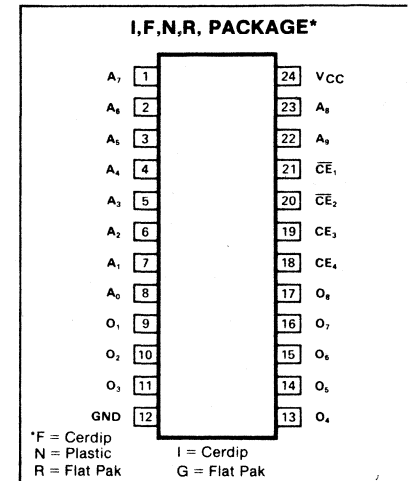 I,F,N,R, PACKAGE*
A₇ 1 24 VCC
A₆ 2 23 A₈
A₅ 3 22 A₉
A₄ 4 21 C̅E̅₁
A₃ 5 20 C̅E̅₂
A₂ 6 19 CE₃
A₁ 7 18 CE₄
A₀ 8 17 O₈
O₁ 9 16 O₇
O₂ 10 15 O₆
O₃ 11 14 O₅
GND 12 13 O₄
*F = Cerdip
N = Plastic I = Cerdip
R = Flat Pak G = Flat Pak